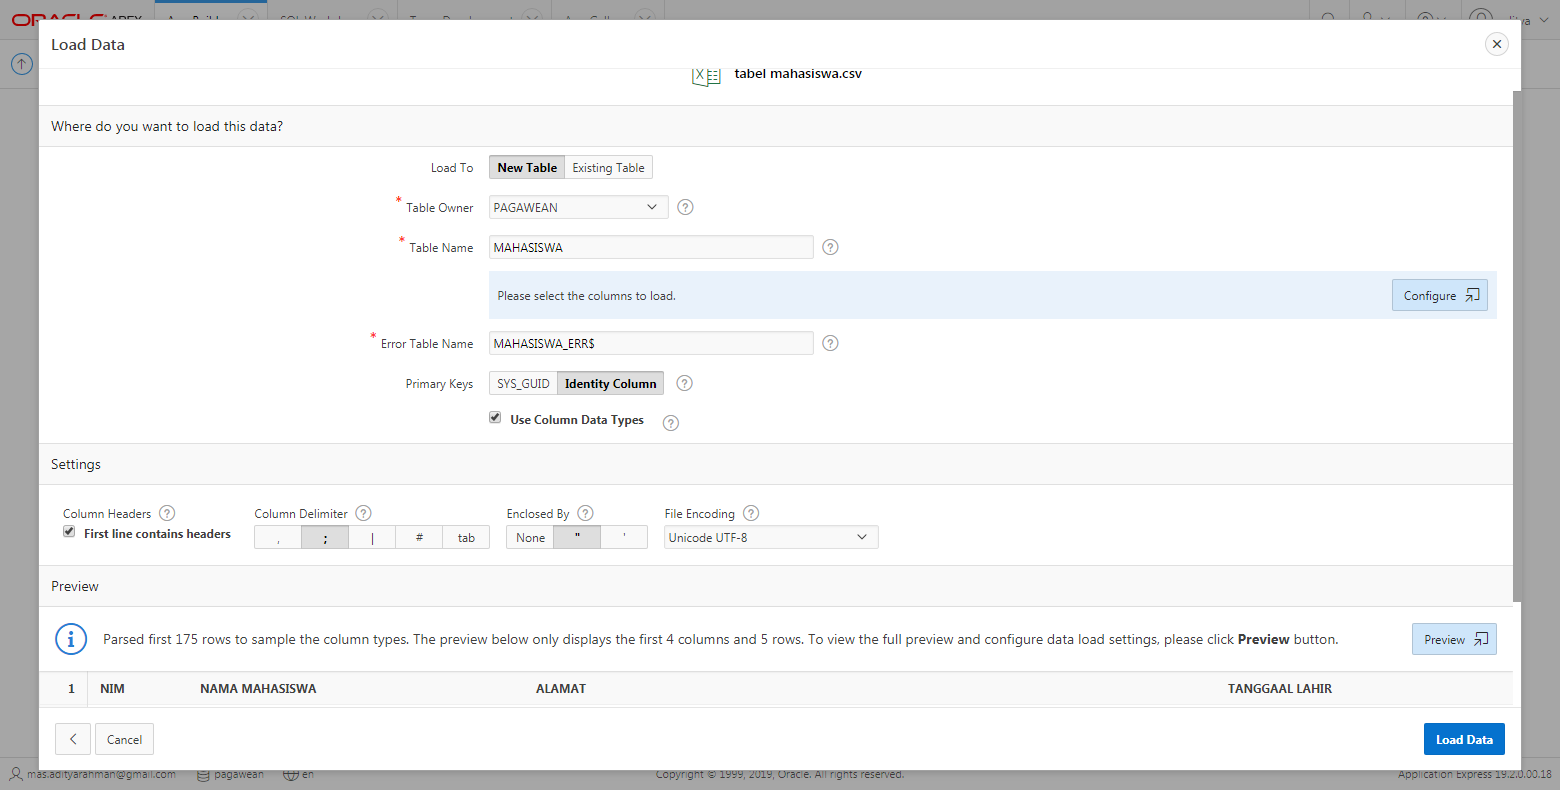 Load Data
tabel mahasiswa.csv
Where do you want to load this data?
Load To New Table Existing Table
* Table Owner PAGAWEAN ?
* Table Name MAHASISWA ?
Please select the columns to load. Configure
* Error Table Name MAHASISWA_ERR$ ?
Primary Keys SYS_GUID Identity Column ?
Use Column Data Types ?
Settings
Column Headers ? Column Delimiter ? Enclosed By ? File Encoding ?
First line contains headers , ; | # tab None " ' Unicode UTF-8
Preview
Parsed first 175 rows to sample the column types. The preview below only displays the first 4 columns and 5 rows. To view the full preview and configure data load settings, please click Preview button. Preview
1 NIM NAMA MAHASISWA ALAMAT TANGGAAL LAHIR
Cancel Load Data
mas.adityarahman@gmail.com pagawean en Copyright © 1999, 2019, Oracle. All rights reserved. Application Express 19.2.0.00.18